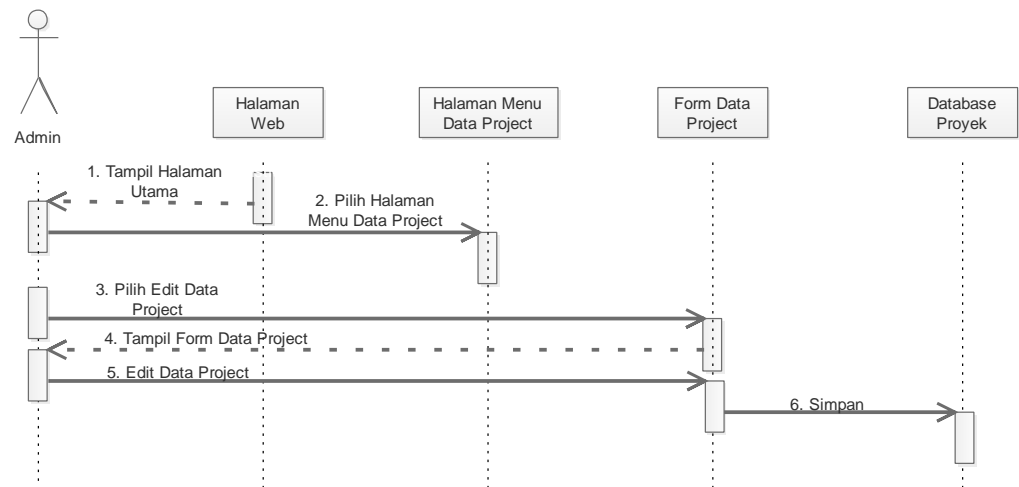 Admin
Halaman
Web
Halaman Menu
Data Project
Form Data
Project
Database
Proyek
1. Tampil Halaman
Utama
2. Pilih Halaman
Menu Data Project
3. Pilih Edit Data
Project
4. Tampil Form Data Project
5. Edit Data Project
6. Simpan